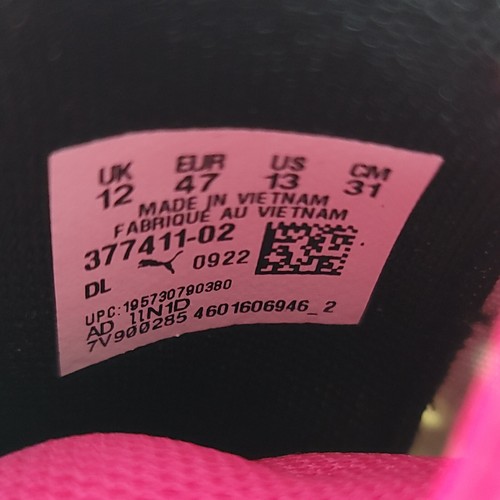 UK EUR US CM
12 47 13 31
MADE IN VIETNAM
FABRIQUÉ AU VIETNAM
377411-02
0922
DL
UPC:195730790380
AD 11N1D
7V900285 4601606946_2